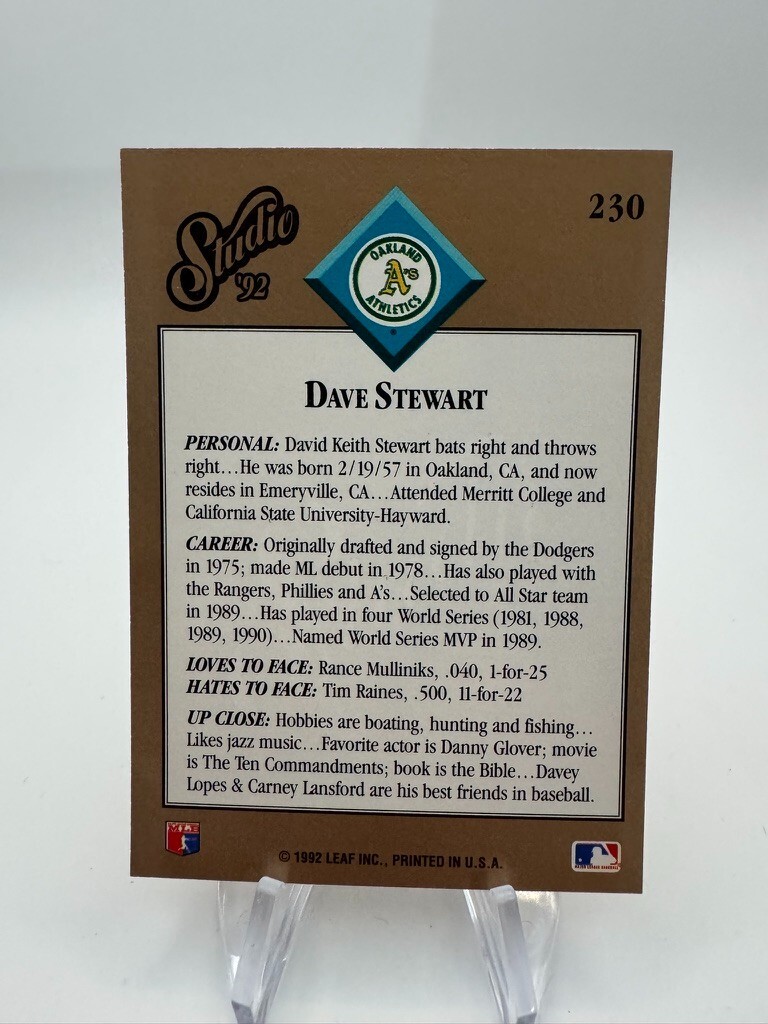 Studio
'92
230
OAKLAND
A's
ATHLETICS
DAVE STEWART
PERSONAL: David Keith Stewart bats right and throws
right...He was born 2/19/57 in Oakland, CA, and now
resides in Emeryville, CA...Attended Merritt College and
California State University-Hayward.
CAREER: Originally drafted and signed by the Dodgers
in 1975; made ML debut in 1978...Has also played with
the Rangers, Phillies and A's...Selected to All Star team
in 1989...Has played in four World Series (1981, 1988,
1989, 1990)...Named World Series MVP in 1989.
LOVES TO FACE: Rance Mulliniks, .040, 1-for-25
HATES TO FACE: Tim Raines, .500, 11-for-22
UP CLOSE: Hobbies are boating, hunting and fishing...
Likes jazz music...Favorite actor is Danny Glover; movie
is The Ten Commandments; book is the Bible...Davey
Lopes & Carney Lansford are his best friends in baseball.
© 1992 LEAF INC., PRINTED IN U.S.A.
MAJOR LEAGUE BASEBALL